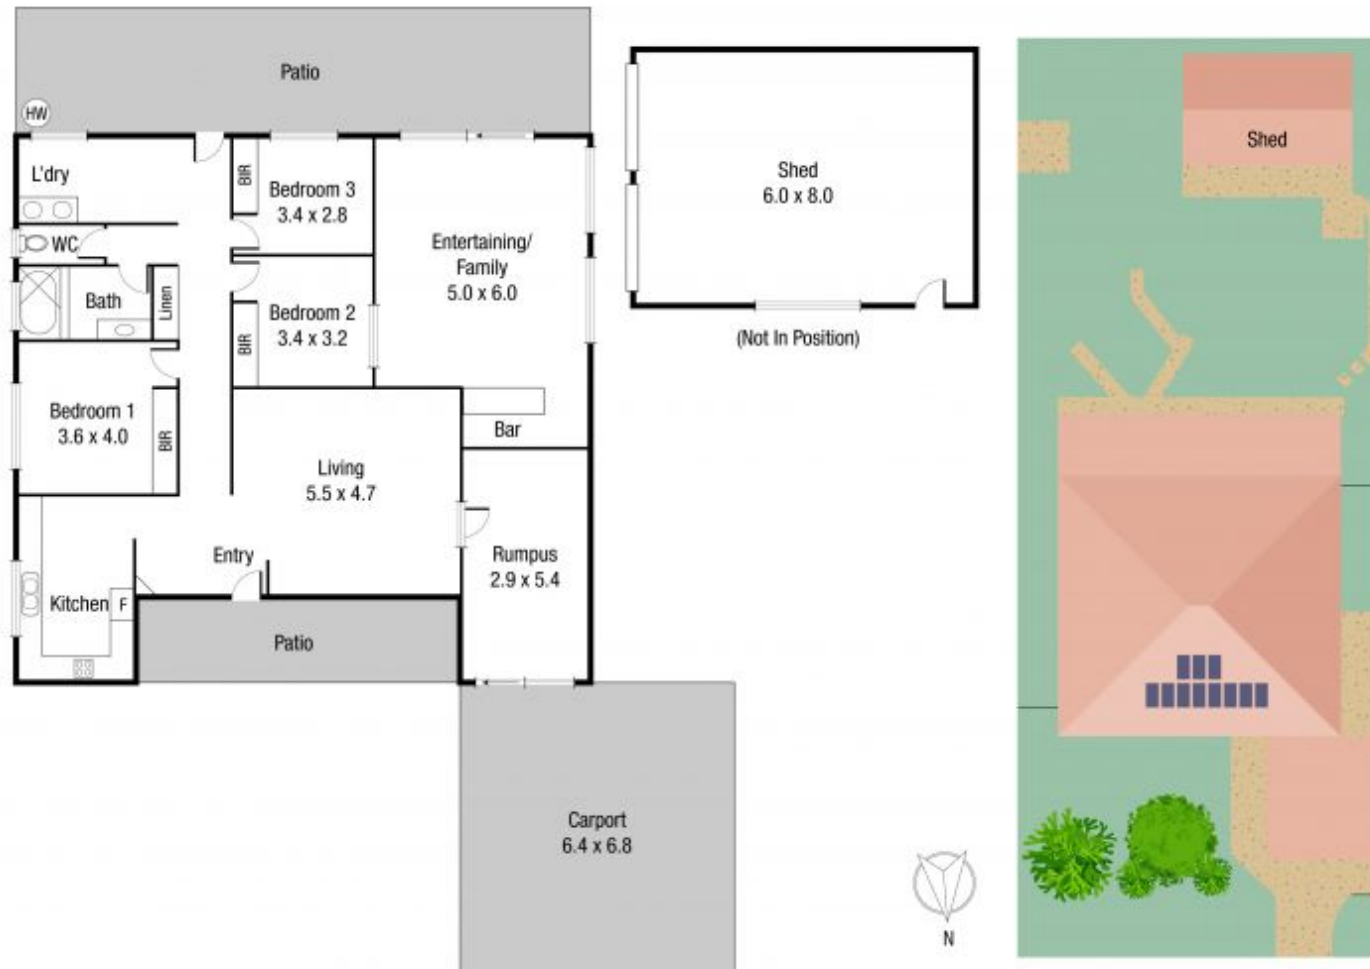 Patio
HW
L'dry
WC
Bath
Linen
BIR
Bedroom 3
3.4 x 2.8
BIR
Bedroom 2
3.4 x 3.2
Entertaining/
Family
5.0 x 6.0
Bedroom 1
3.6 x 4.0
BIR
Living
5.5 x 4.7
Bar
Entry
Kitchen
F
Rumpus
2.9 x 5.4
Patio
Carport
6.4 x 6.8
Shed
6.0 x 8.0
(Not In Position)
N
Shed